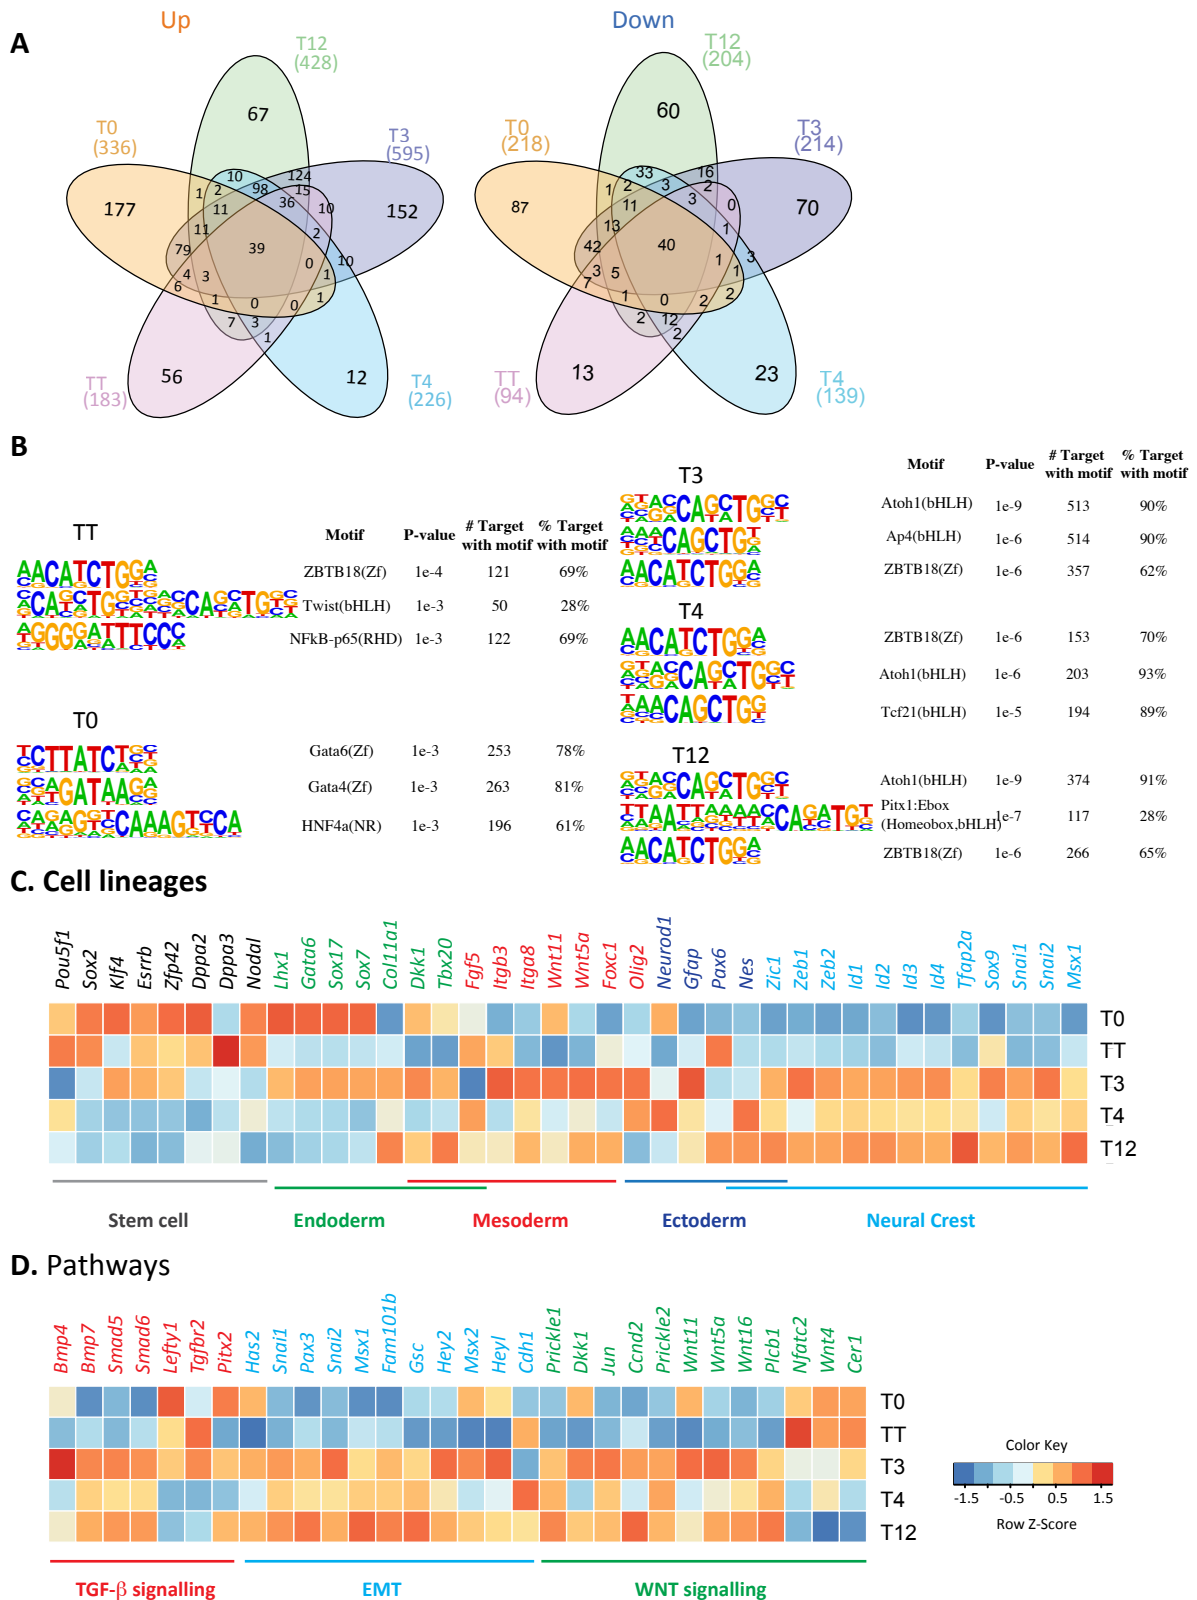 A
Up
Down
T12
(428)
T0
(336)
T3
(595)
TT
(183)
T4
(226)
67
177
152
56
12
10
124
1
2
98
15
11
36
10
11
2
79
39
0
10
4
3
1
6
1
0
0
1
7
3
1
T12
(204)
T0
(218)
T3
(214)
TT
(94)
T4
(139)
60
87
70
13
23
33
16
1
2
3
2
11
3
0
13
1
42
40
1
3
3
5
1
7
1
0
2
2
2
12
2
B
TT
Motif P-value # Target with motif % Target with motif
ZBTB18(Zf) 1e-4 121 69%
Twist(bHLH) 1e-3 50 28%
NFkB-p65(RHD) 1e-3 122 69%
T0
Gata6(Zf) 1e-3 253 78%
Gata4(Zf) 1e-3 263 81%
HNF4a(NR) 1e-3 196 61%
T3
Motif P-value # Target with motif % Target with motif
Atoh1(bHLH) 1e-9 513 90%
Ap4(bHLH) 1e-6 514 90%
ZBTB18(Zf) 1e-6 357 62%
T4
ZBTB18(Zf) 1e-6 153 70%
Atoh1(bHLH) 1e-6 203 93%
Tcf21(bHLH) 1e-5 194 89%
T12
Atoh1(bHLH) 1e-9 374 91%
Pitx1:Ebox
(Homeobox,bHLH) 1e-7 117 28%
ZBTB18(Zf) 1e-6 266 65%
C. Cell lineages
Pou5f1 Sox2 Klf4 Esrrb Zfp42 Dppa2 Dppa3 Nodal Lhx1 Gata6 Sox17 Sox7 Col11a1 Dkk1 Tbx20 Fgf5 Itgb3 Itga8 Wnt11 Wnt5a Foxc1 Olig2 Neurod1 Gfap Pax6 Nes Zic1 Zeb1 Zeb2 Id1 Id2 Id3 Id4 Tfap2a Sox9 Snai1 Snai2 Msx1
T0
TT
T3
T4
T12
Stem cell Endoderm Mesoderm Ectoderm Neural Crest
D. Pathways
Bmp4 Bmp7 Smad5 Smad6 Lefty1 Tgfbr2 Pitx2 Has2 Snai1 Pax3 Snai2 Msx1 Fam101b Gsc Hey2 Msx2 Heyl Cdh1 Prickle1 Dkk1 Jun Ccnd2 Prickle2 Wnt11 Wnt5a Wnt16 Plcb1 Nfatc2 Wnt4 Cer1
T0
TT
T3
T4
T12
Color Key
-1.5 -0.5 0.5 1.5
Row Z-Score
TGF-β signalling EMT WNT signalling